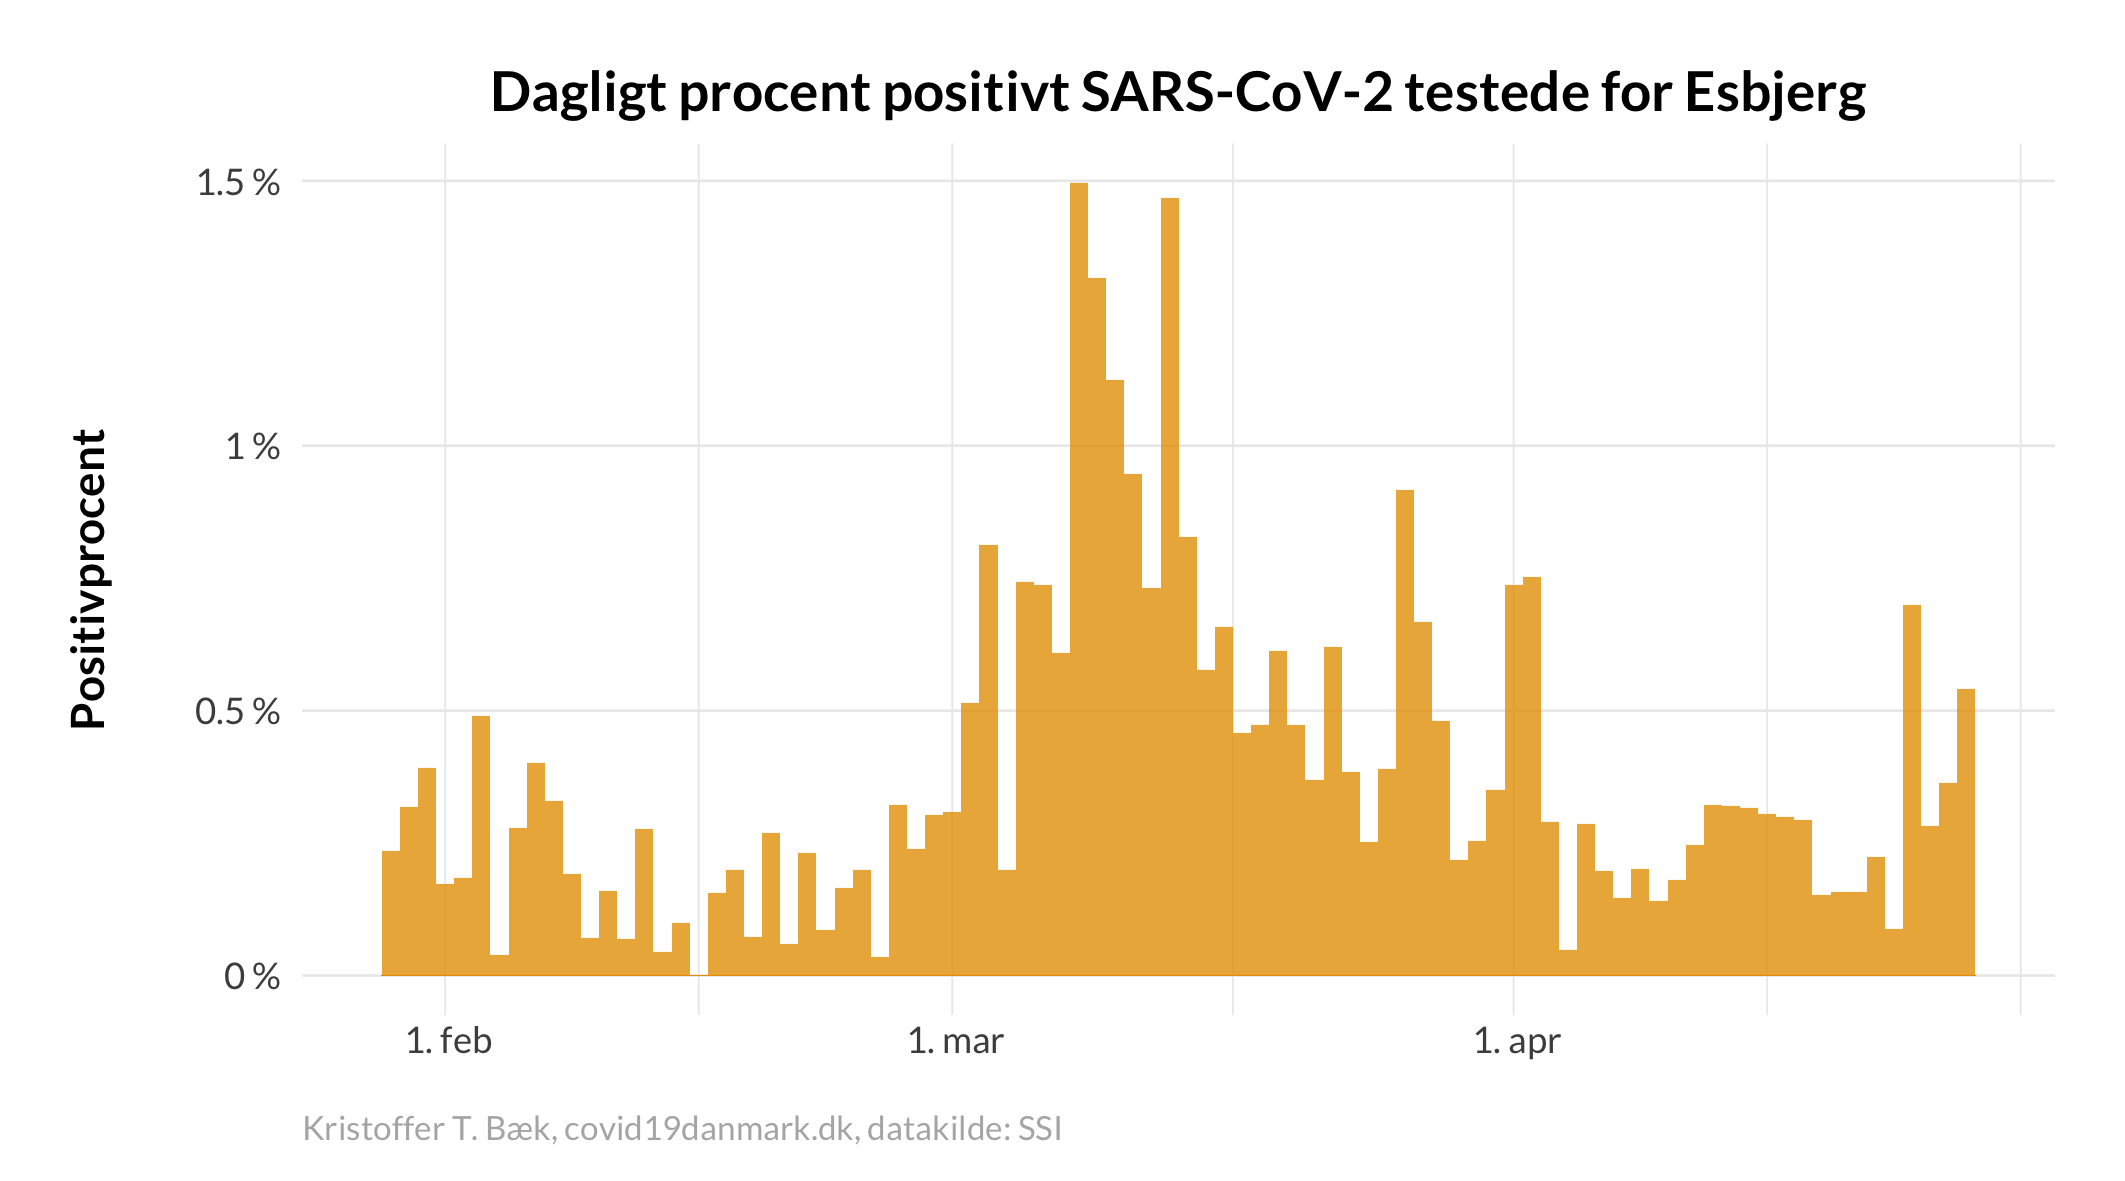 Dagligt procent positivt SARS-CoV-2 testede for Esbjerg
Positivprocent
1.5 %
1 %
0.5 %
0 %
1. feb
1. mar
1. apr
Kristoffer T. Bæk, covid19danmark.dk, datakilde: SSI